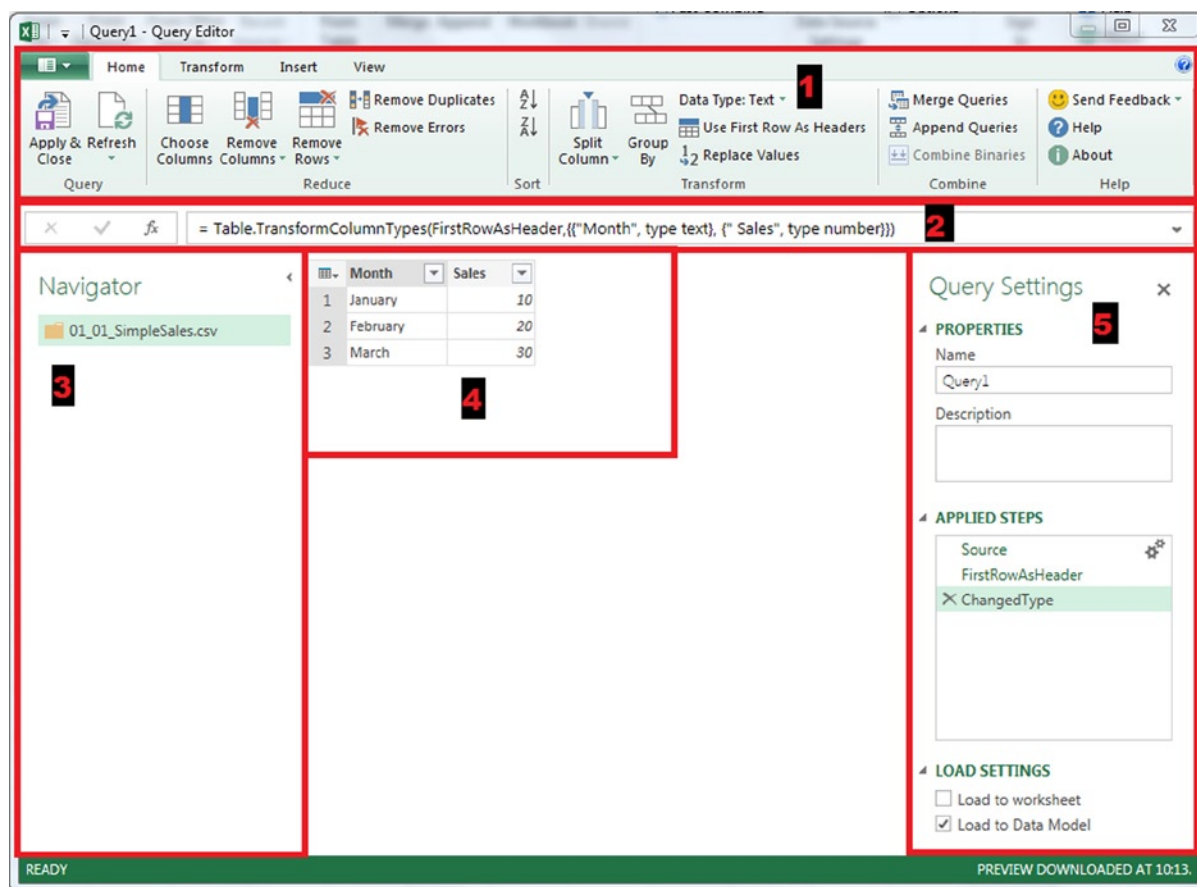 Query1 - Query Editor
Home Transform Insert View
1
Remove Duplicates
Remove Errors
Apply & Close
Refresh
Choose Columns
Remove Columns
Remove Rows
A Z
Z A
Split Column
Group By
Data Type: Text
Use First Row As Headers
1 2 Replace Values
Merge Queries
Append Queries
Combine Binaries
Send Feedback
Help
About
Query Reduce Sort Transform Combine Help
fx = Table.TransformColumnTypes(FirstRowAsHeader,{{"Month", type text}, {" Sales", type number}}) 2
Navigator
01_01_SimpleSales.csv
3
Month Sales
1 January 10
2 February 20
3 March 30
4
Query Settings
5
PROPERTIES
Name
Query1
Description
APPLIED STEPS
Source
FirstRowAsHeader
ChangedType
LOAD SETTINGS
Load to worksheet
Load to Data Model
READY PREVIEW DOWNLOADED AT 10:13.